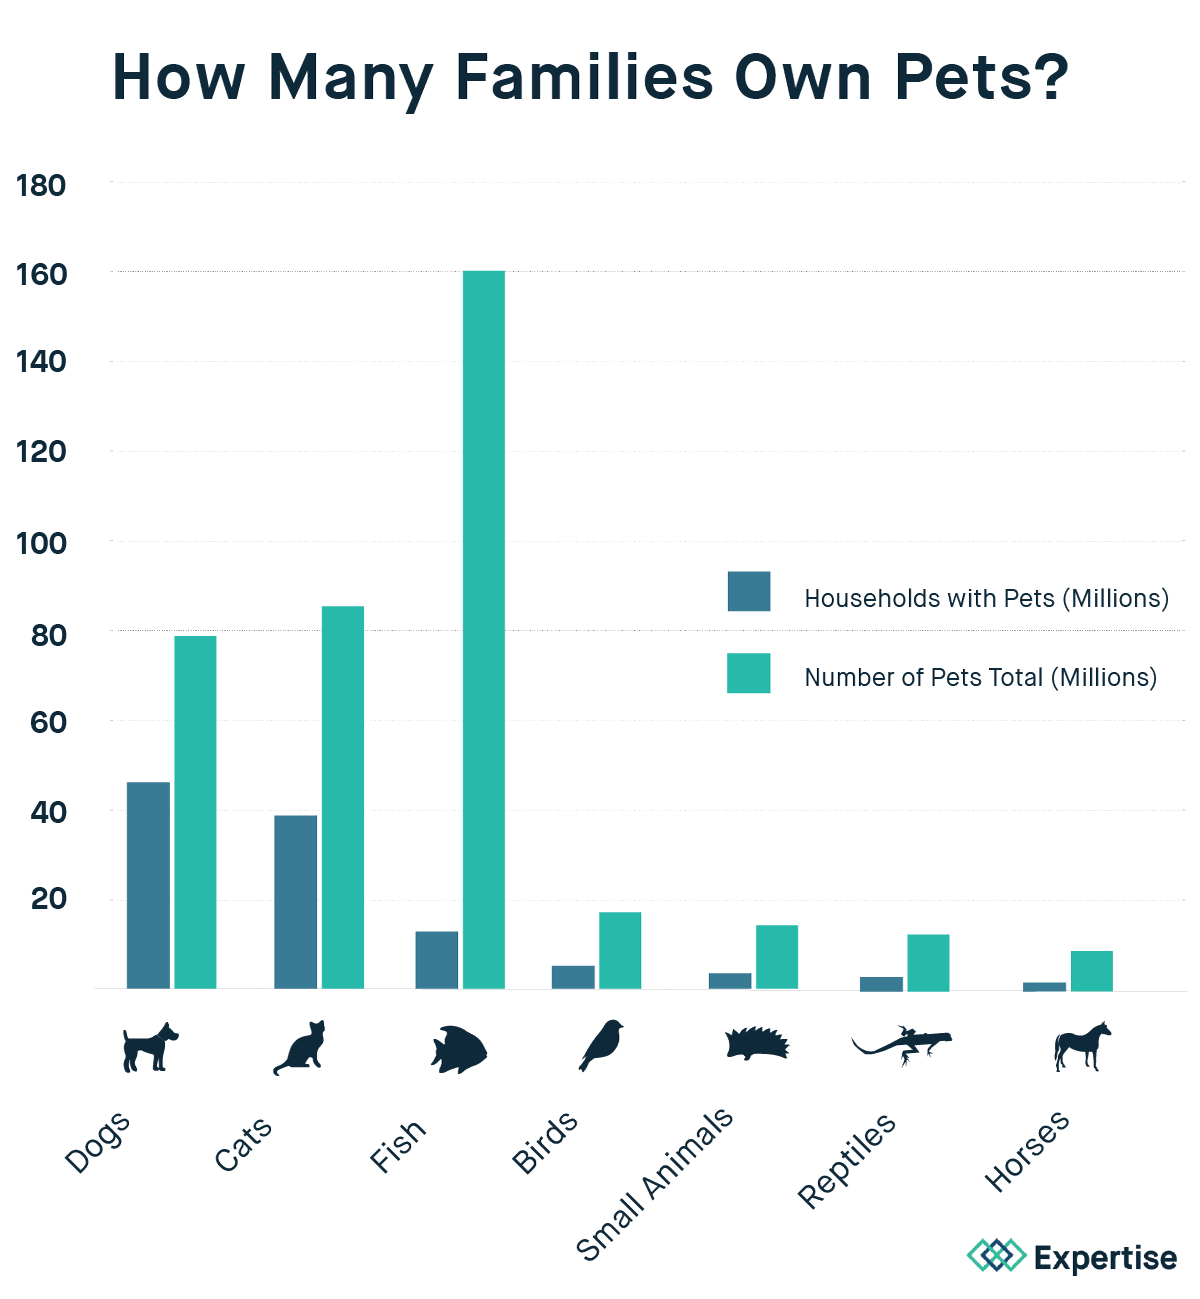 How Many Families Own Pets?
180
160
140
120
100
80
60
40
20
Households with Pets (Millions)
Number of Pets Total (Millions)
Dogs
Cats
Fish
Birds
Small Animals
Reptiles
Horses
Expertise